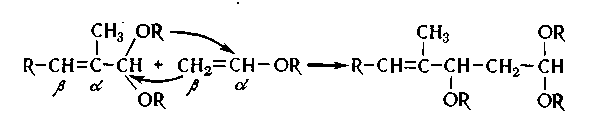 CH₃ OR CH₃ OR
R—CH=C—CH + CH₂=CH—OR ⟶ R—CH=C—CH—CH₂—CH
β α OR β α OR OR